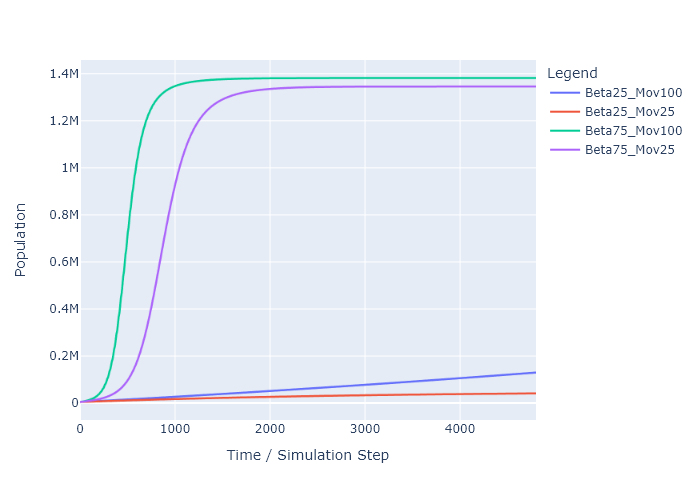 1.4M
1.2M
1M
0.8M
0.6M
0.4M
0.2M
0
Population
0
1000
2000
3000
4000
Time / Simulation Step
Legend
Beta25_Mov100
Beta25_Mov25
Beta75_Mov100
Beta75_Mov25